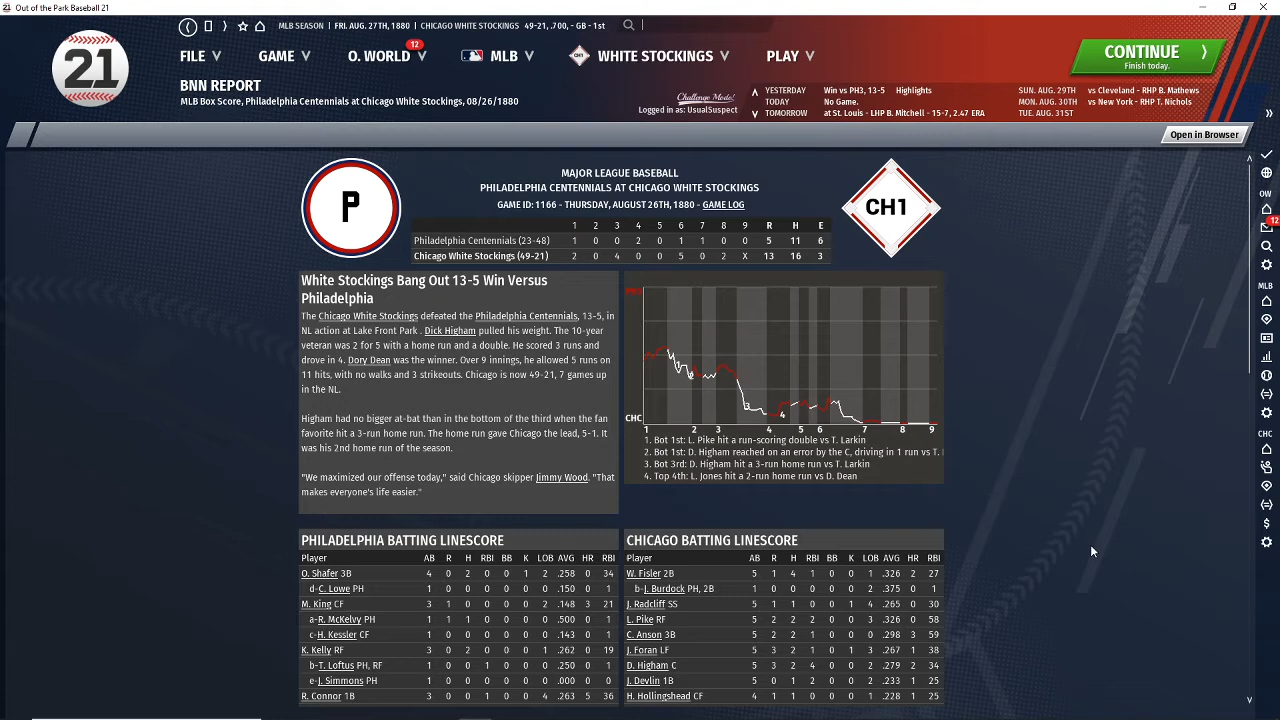 21 Out of the Park Baseball 21
MLB SEASON | FRI. AUG. 27TH, 1880 | CHICAGO WHITE STOCKINGS 49-21, .700, - GB - 1st
21
FILE GAME O. WORLD 12 MLB CH1 WHITE STOCKINGS PLAY
CONTINUE
Finish today.
BNN REPORT
MLB Box Score, Philadelphia Centennials at Chicago White Stockings, 08/26/1880
Challenge Mode!
Logged in as: UsualSuspect
YESTERDAY Win vs PH3, 13-5 Highlights SUN. AUG. 29TH vs Cleveland - RHP B. Mathews
TODAY No Game. MON. AUG. 30TH vs New York - RHP T. Nichols
TOMORROW at St. Louis - LHP B. Mitchell - 15-7, 2.47 ERA TUE. AUG. 31ST
Open in Browser
P
MAJOR LEAGUE BASEBALL
PHILADELPHIA CENTENNIALS AT CHICAGO WHITE STOCKINGS
GAME ID: 1166 - THURSDAY, AUGUST 26TH, 1880 - GAME LOG
CH1
1 2 3 4 5 6 7 8 9 R H E
Philadelphia Centennials (23-48) 1 0 0 2 0 1 1 0 0 5 11 6
Chicago White Stockings (49-21) 2 0 4 0 0 5 0 2 X 13 16 3
White Stockings Bang Out 13-5 Win Versus
Philadelphia
The Chicago White Stockings defeated the Philadelphia Centennials, 13-5, in
NL action at Lake Front Park . Dick Higham pulled his weight. The 10-year
veteran was 2 for 5 with a home run and a double. He scored 3 runs and
drove in 4. Dory Dean was the winner. Over 9 innings, he allowed 5 runs on
11 hits, with no walks and 3 strikeouts. Chicago is now 49-21, 7 games up
in the NL.
Higham had no bigger at-bat than in the bottom of the third when the fan
favorite hit a 3-run home run. The home run gave Chicago the lead, 5-1. It
was his 2nd home run of the season.
"We maximized our offense today," said Chicago skipper Jimmy Wood. "That
makes everyone's life easier."
1 2 3 4
CHC
1 2 3 4 5 6 7 8 9
1. Bot 1st: L. Pike hit a run-scoring double vs T. Larkin
2. Bot 1st: D. Higham reached on an error by the C, driving in 1 run vs T. 
3. Bot 3rd: D. Higham hit a 3-run home run vs T. Larkin
4. Top 4th: L. Jones hit a 2-run home run vs D. Dean
PHILADELPHIA BATTING LINESCORE
Player AB R H RBI BB K LOB AVG HR RBI
O. Shafer 3B 4 0 2 0 0 1 2 .258 0 34
d-C. Lowe PH 1 0 0 0 0 0 0 .150 0 1
M. King CF 3 1 0 0 0 0 2 .148 3 21
a-R. McKelvy PH 1 1 1 0 0 0 0 .500 0 1
c-H. Kessler CF 1 0 0 0 0 0 0 .143 0 1
K. Kelly RF 3 0 2 0 0 0 1 .262 0 19
b-T. Loftus PH, RF 1 0 0 1 0 0 0 .250 0 1
e-J. Simmons PH 1 0 0 0 0 0 0 .000 0 0
R. Connor 1B 3 0 0 1 0 0 4 .263 5 36
CHICAGO BATTING LINESCORE
Player AB R H RBI BB K LOB AVG HR RBI
W. Fisler 2B 5 1 4 1 0 0 1 .326 2 27
b-J. Burdock PH, 2B 1 0 0 0 0 0 2 .375 0 1
J. Radcliff SS 5 1 1 0 0 1 4 .265 0 30
L. Pike RF 5 2 2 2 0 0 3 .326 0 58
C. Anson 3B 5 2 2 1 0 0 0 .298 3 59
J. Foran LF 5 3 2 1 0 1 3 .267 1 38
D. Higham C 5 3 2 4 0 0 2 .279 2 34
J. Devlin 1B 5 0 1 2 0 0 2 .233 1 25
H. Hollingshead CF 4 1 1 0 0 0 1 .228 1 25
OW
12
MLB
CHC